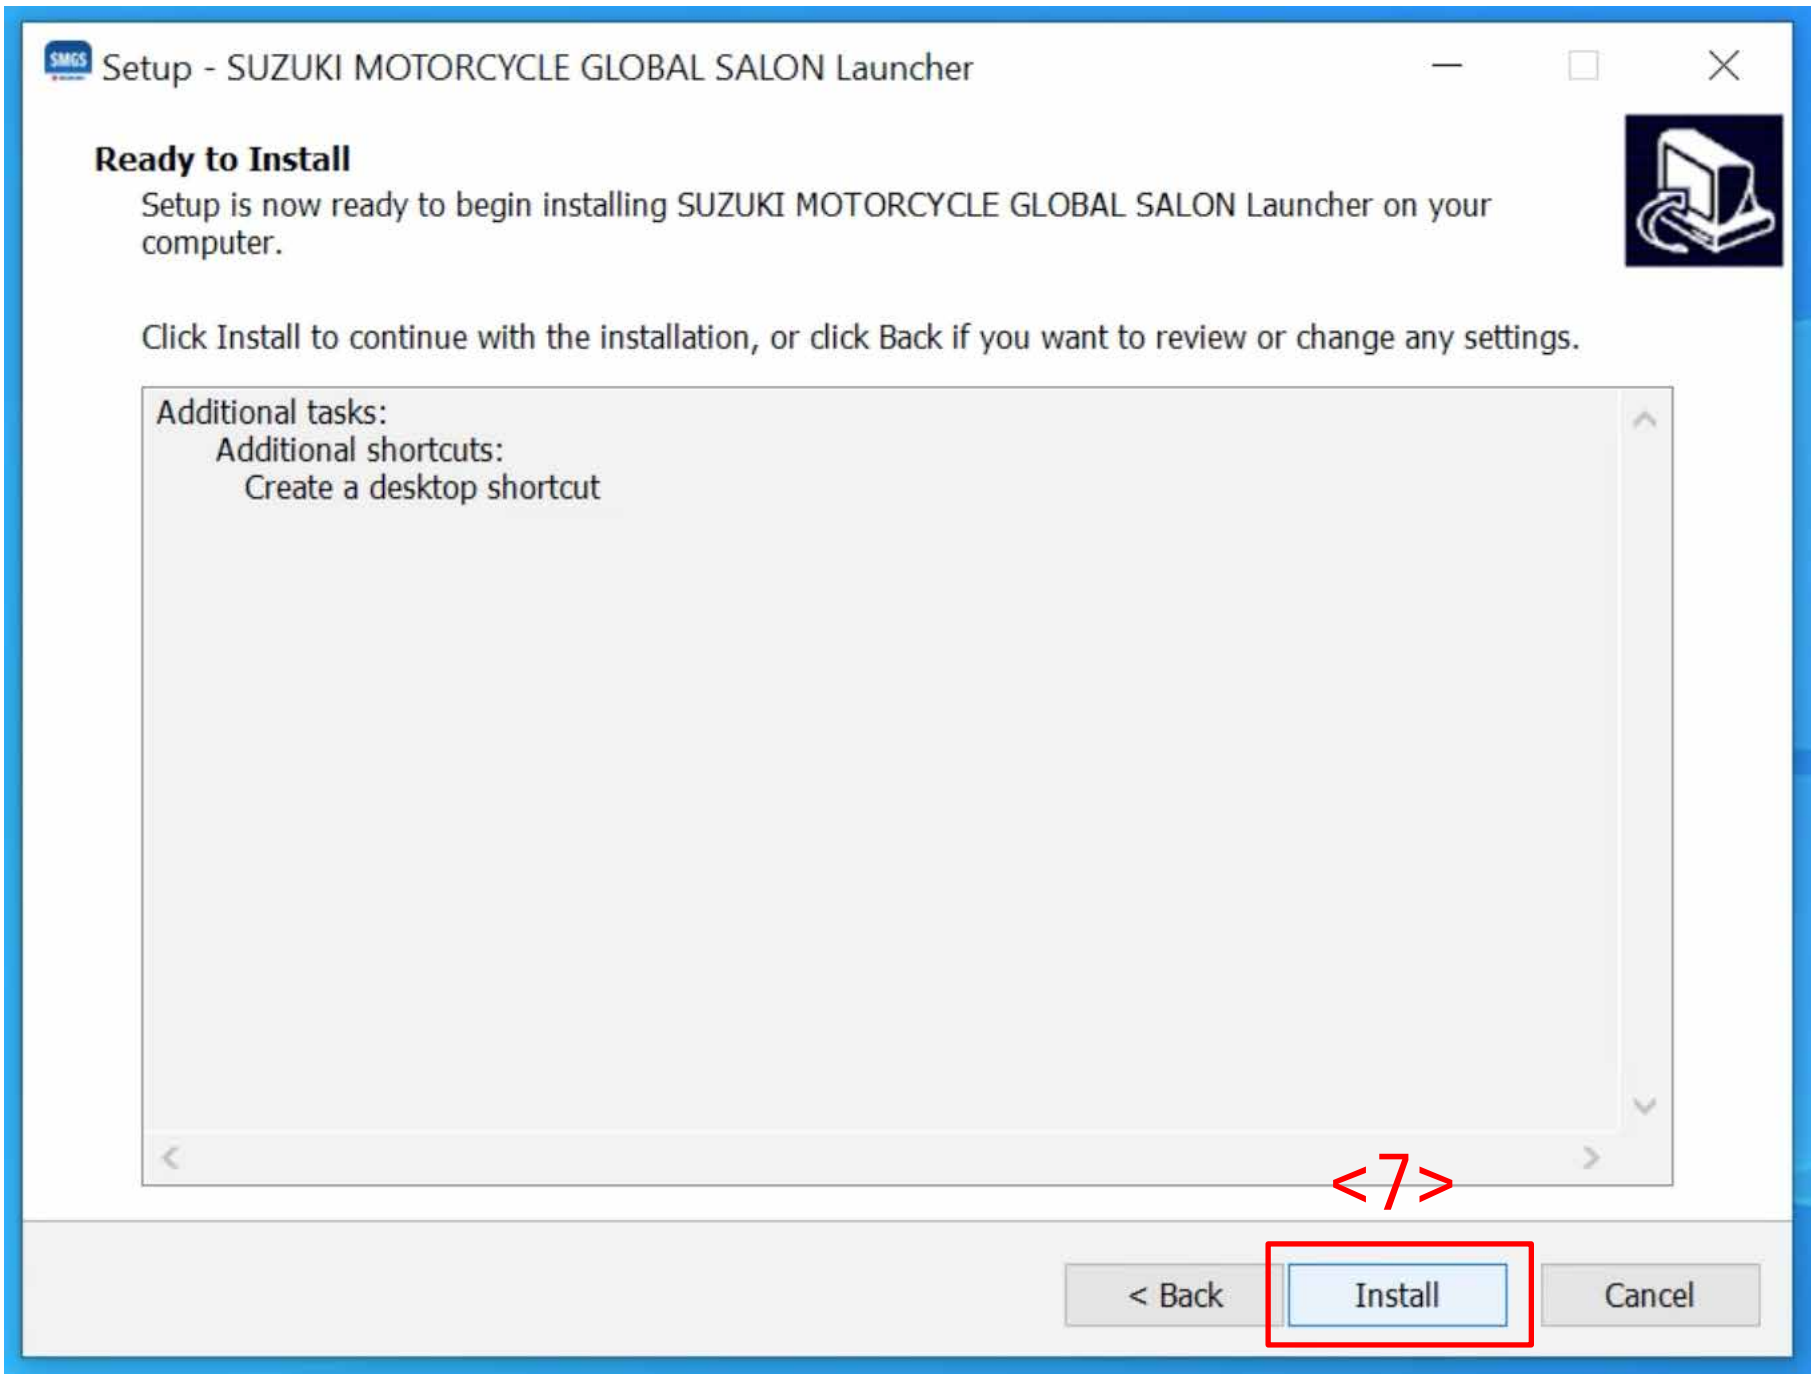 SMGS
Setup - SUZUKI MOTORCYCLE GLOBAL SALON Launcher
Ready to Install
Setup is now ready to begin installing SUZUKI MOTORCYCLE GLOBAL SALON Launcher on your
computer.
Click Install to continue with the installation, or click Back if you want to review or change any settings.
Additional tasks:
Additional shortcuts:
Create a desktop shortcut
<7>
< Back
Install
Cancel